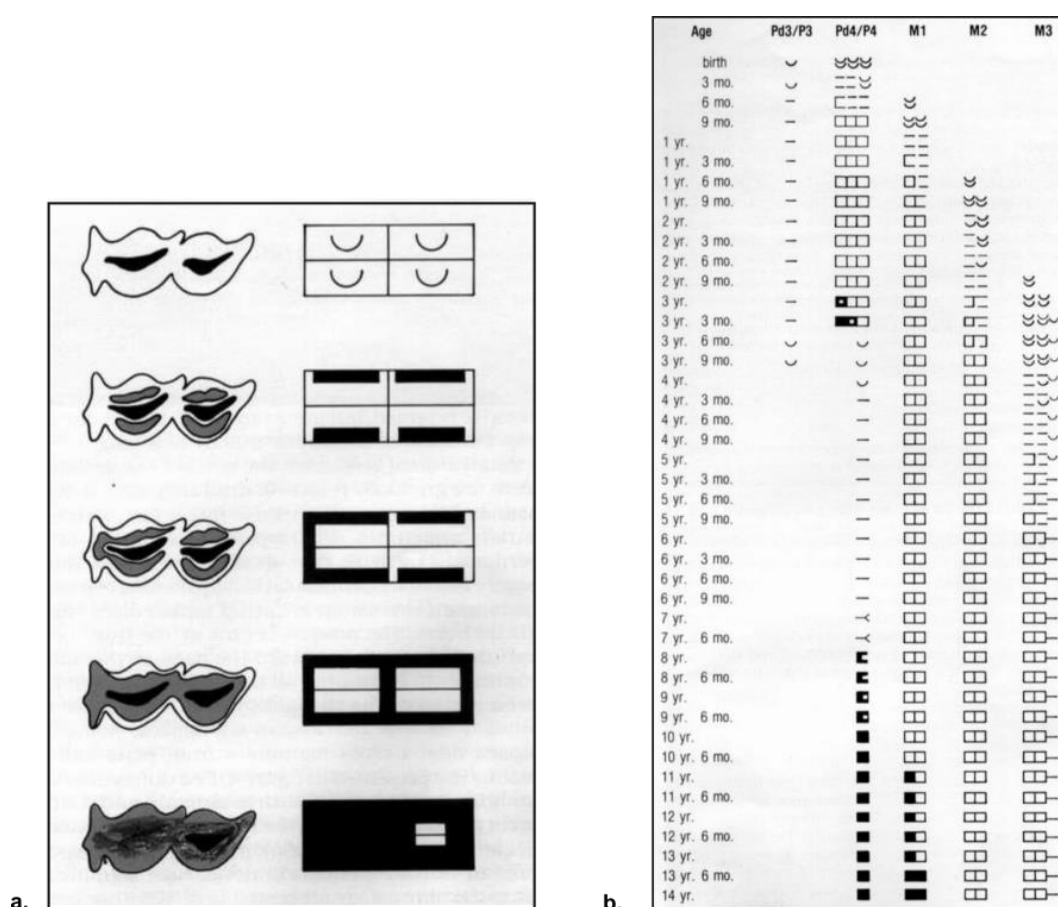 a.
b.
Age Pd3/P3 Pd4/P4 M1 M2 M3
birth
3 mo.
6 mo.
9 mo.
1 yr.
1 yr. 3 mo.
1 yr. 6 mo.
1 yr. 9 mo.
2 yr.
2 yr. 3 mo.
2 yr. 6 mo.
2 yr. 9 mo.
3 yr.
3 yr. 3 mo.
3 yr. 6 mo.
3 yr. 9 mo.
4 yr.
4 yr. 3 mo.
4 yr. 6 mo.
4 yr. 9 mo.
5 yr.
5 yr. 3 mo.
5 yr. 6 mo.
5 yr. 9 mo.
6 yr.
6 yr. 3 mo.
6 yr. 6 mo.
6 yr. 9 mo.
7 yr.
7 yr. 6 mo.
8 yr.
8 yr. 6 mo.
9 yr.
9 yr. 6 mo.
10 yr.
10 yr. 6 mo.
11 yr.
11 yr. 6 mo.
12 yr.
12 yr. 6 mo.
13 yr.
13 yr. 6 mo.
14 yr.